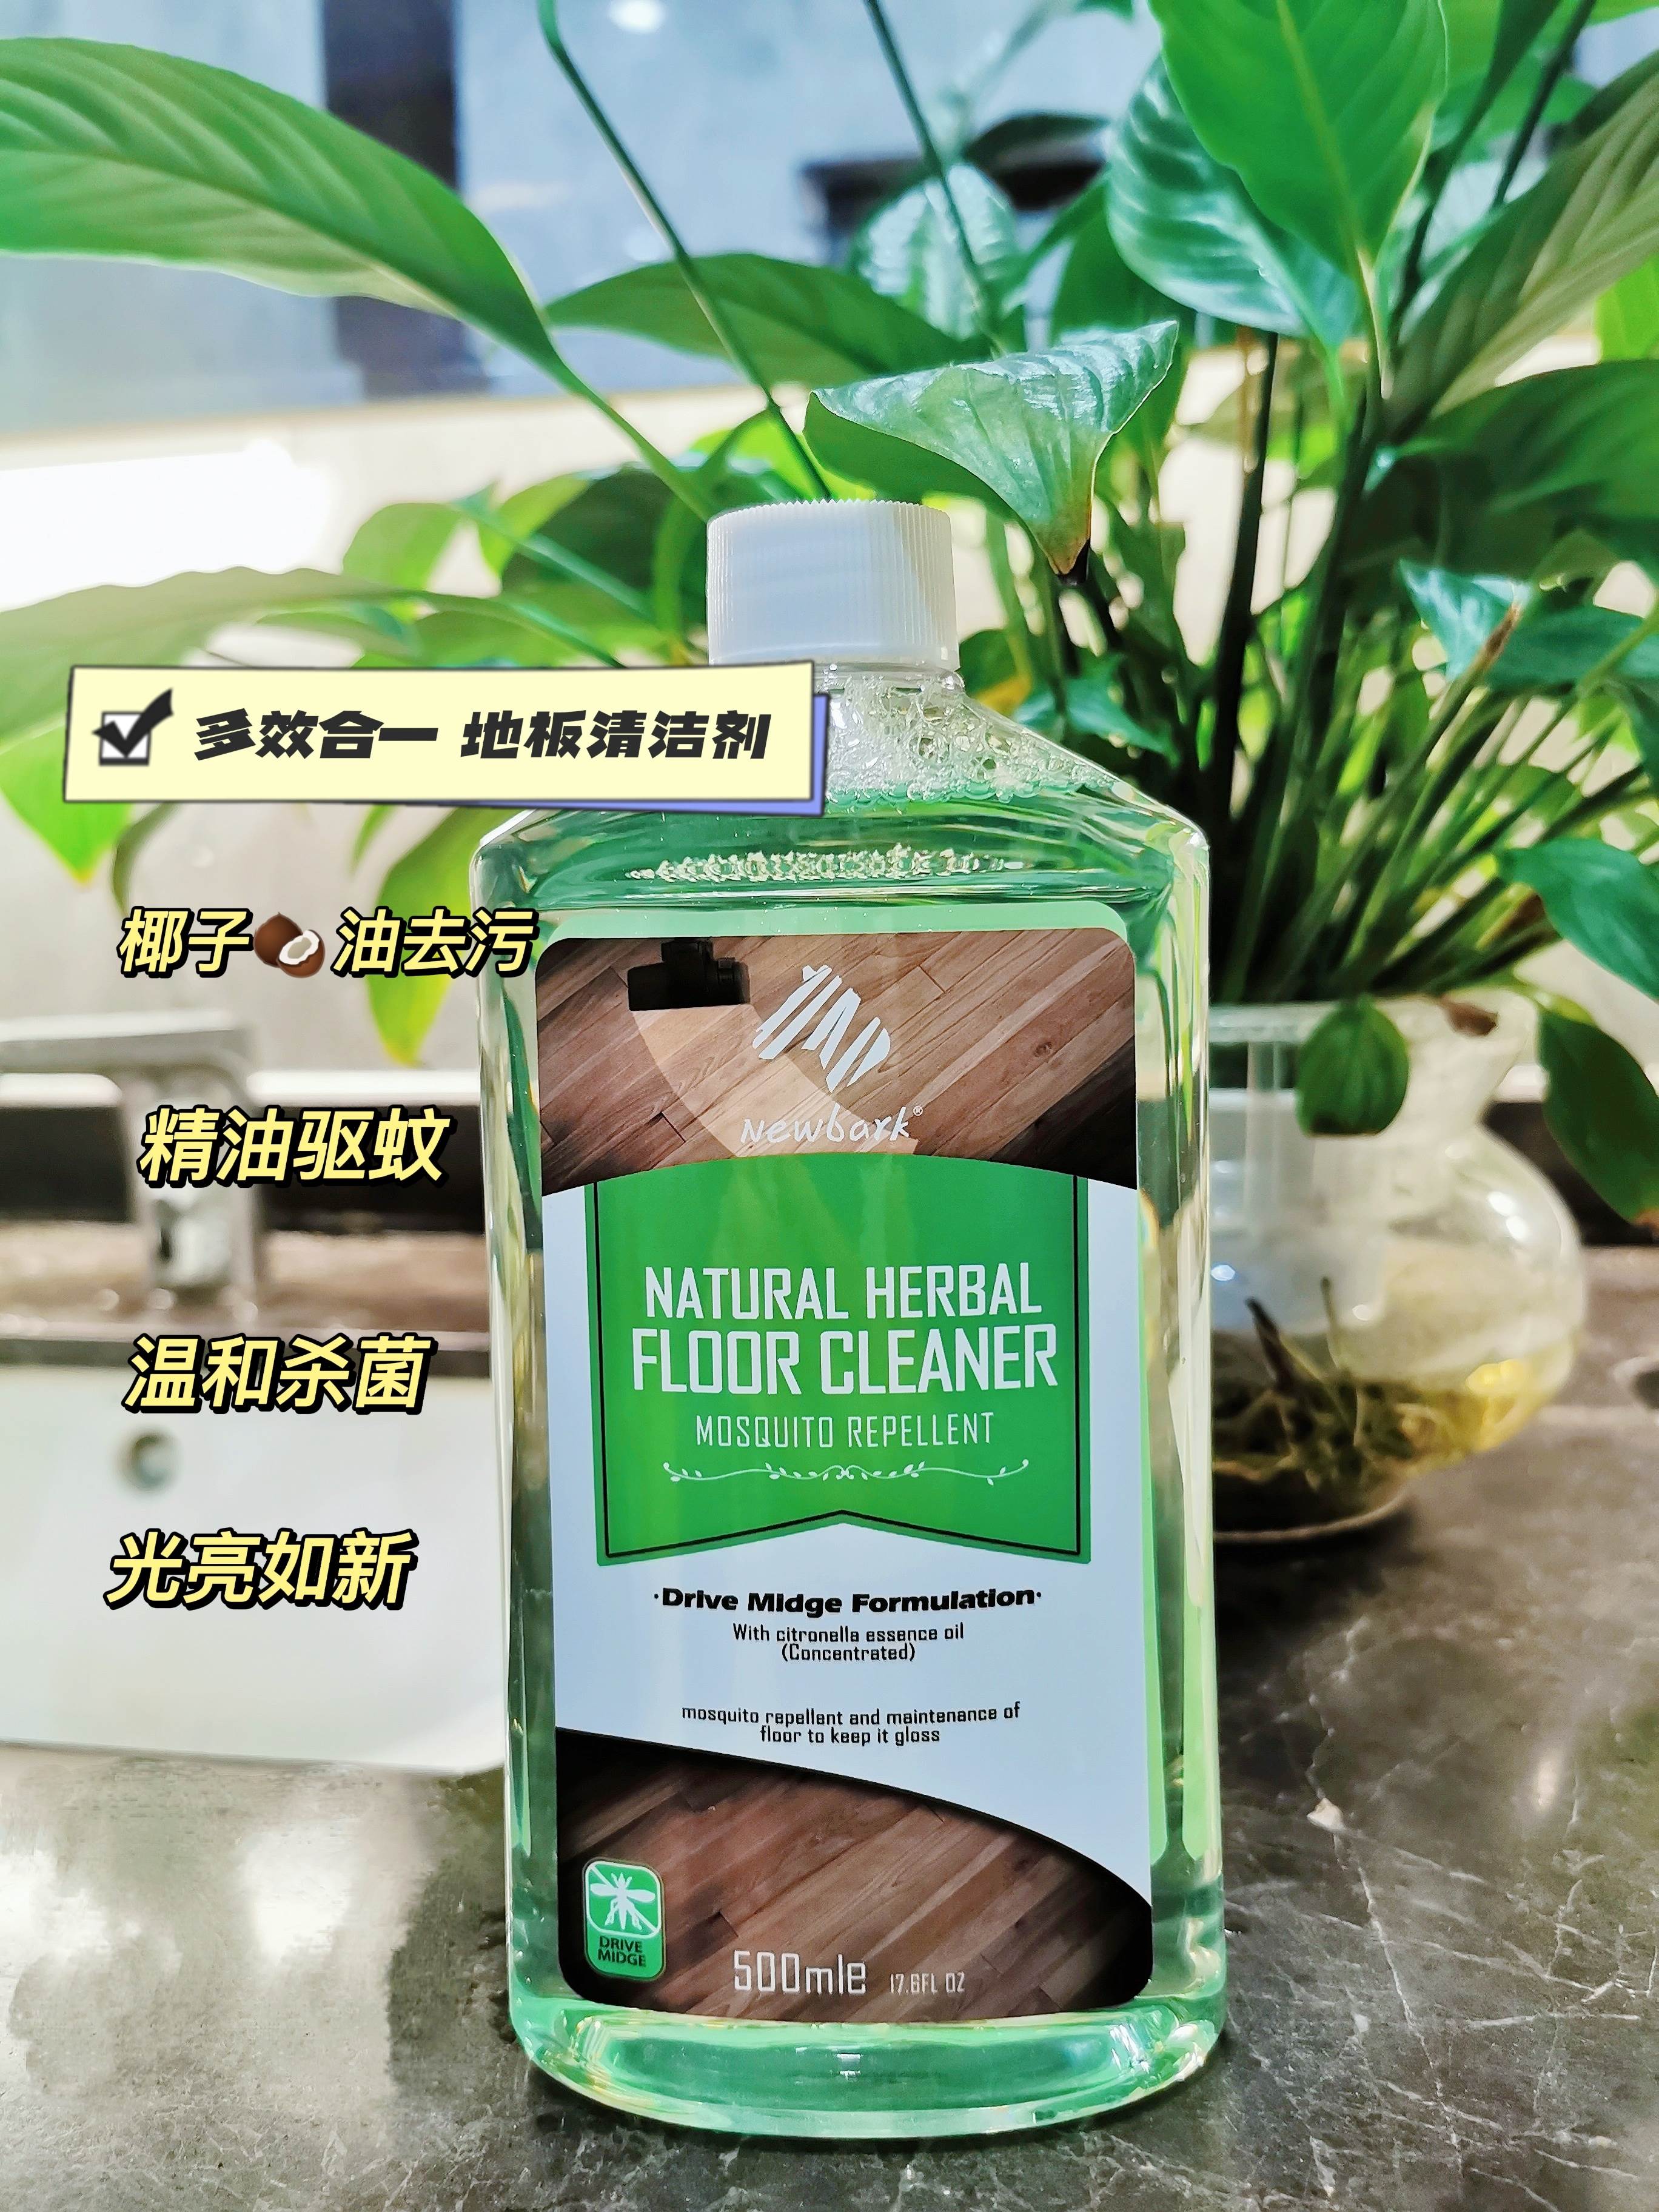 多效合一 地板清洁剂
椰子🥥油去污
精油驱蚊
温和杀菌
光亮如新
Newbark®
NATURAL HERBAL
FLOOR CLEANER
MOSQUITO REPELLENT
·Drive Midge Formulation·
With citronella essence oil
(Concentrated)
mosquito repellent and maintenance of
floor to keep it gloss
DRIVE
MIDGE
500mle 17.6FL OZ